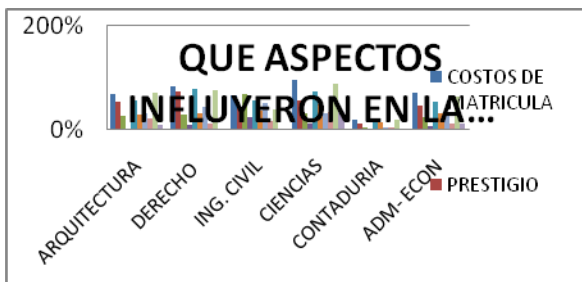 200%
0%
QUE ASPECTOS
INFLUYERON EN LA...
COSTOS DE
MATRICULA
PRESTIGIO
ARQUITECTURA
DERECHO
ING. CIVIL
CIENCIAS
CONTADURIA
ADM- ECON